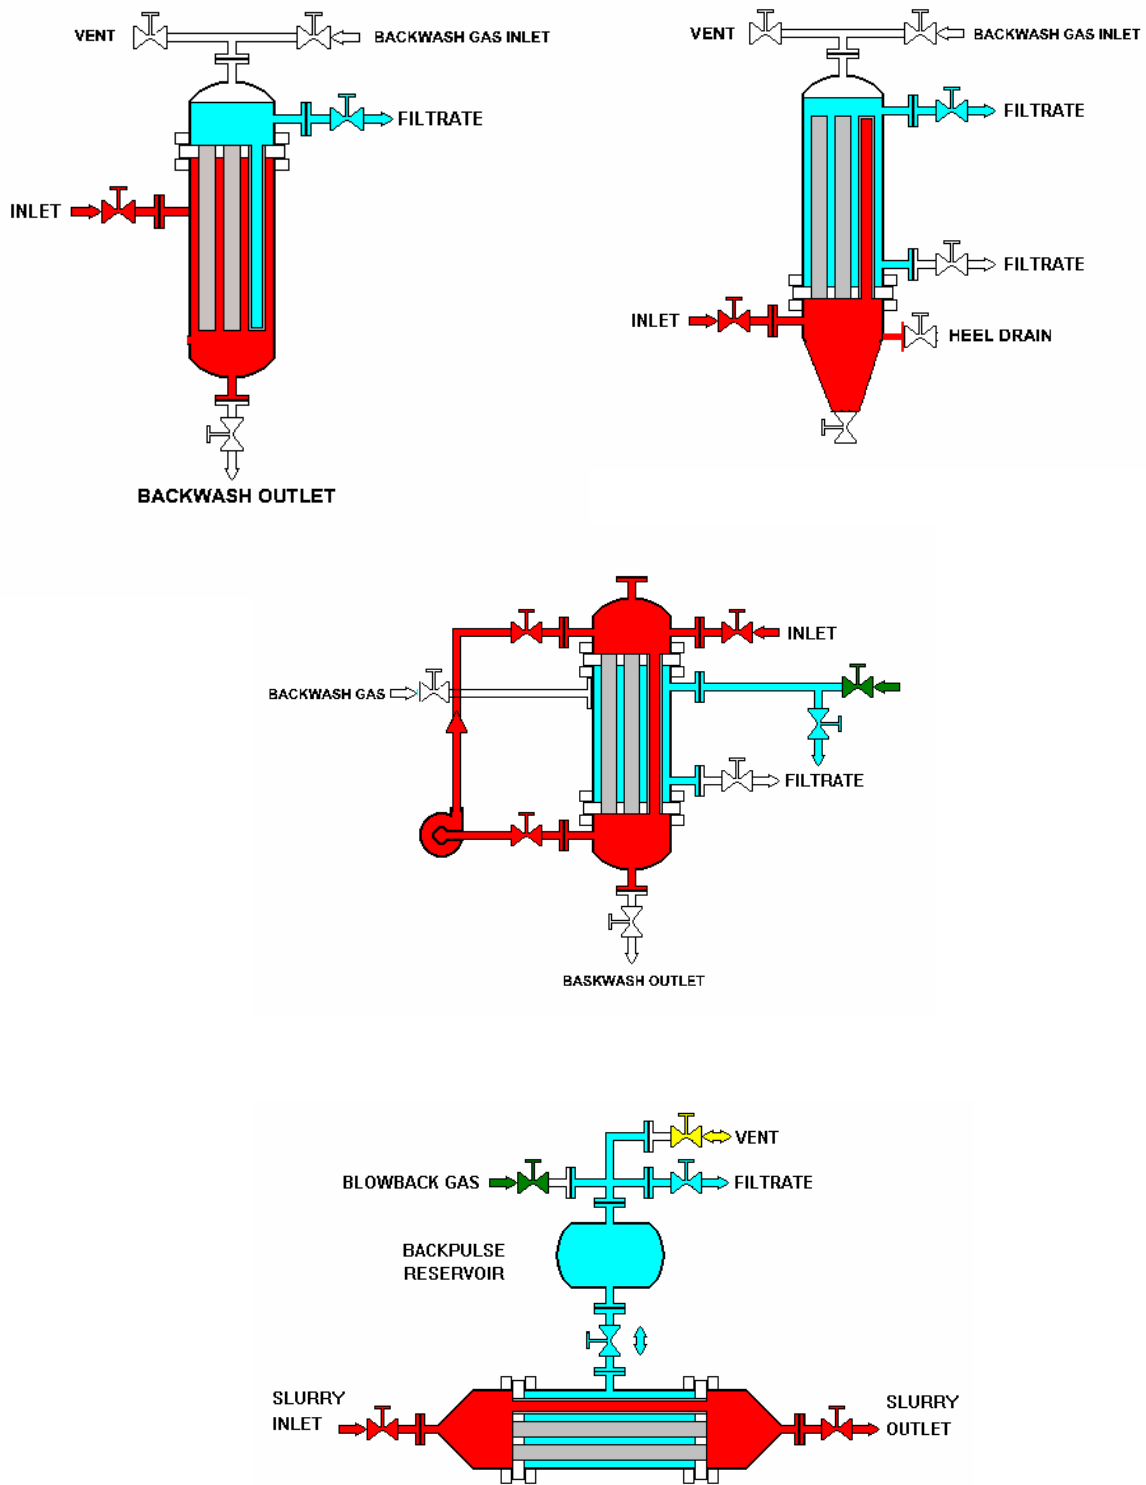 VENT
BACKWASH GAS INLET
FILTRATE
INLET
BACKWASH OUTLET
VENT
BACKWASH GAS INLET
FILTRATE
FILTRATE
INLET
HEEL DRAIN
INLET
BACKWASH GAS
FILTRATE
BASKWASH OUTLET
VENT
BLOWBACK GAS
FILTRATE
BACKPULSE
RESERVOIR
SLURRY
INLET
SLURRY
OUTLET